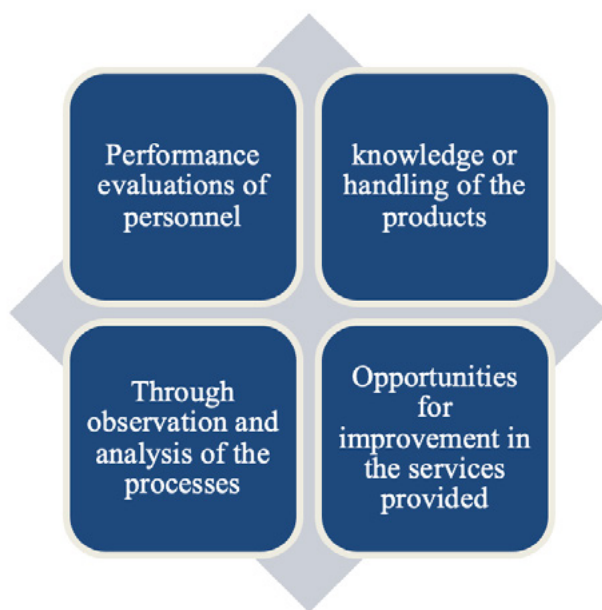 Performance
evaluations of
personnel
knowledge or
handling of the
products
Through
observation and
analysis of the
processes
Opportunities
for
improvement in
the services
provided